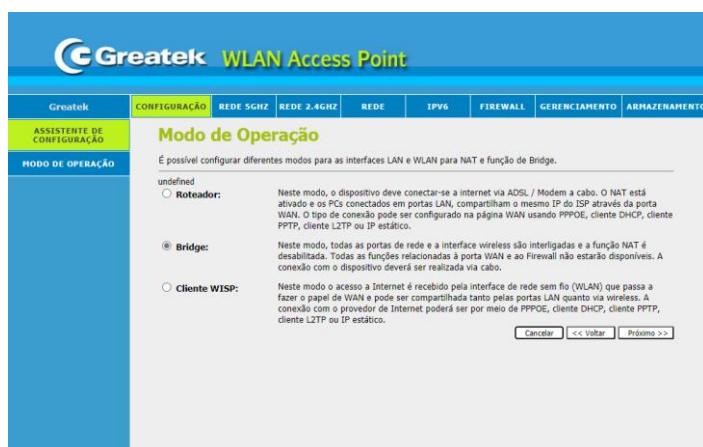 Greatek WLAN Access Point
Greatek
CONFIGURAÇÃO REDE 5GHZ REDE 2.4GHZ REDE IPV6 FIREWALL GERENCIAMENTO ARMAZENAMENTO
ASSISTENTE DE
CONFIGURAÇÃO
MODO DE OPERAÇÃO
Modo de Operação
É possível configurar diferentes modos para as interfaces LAN e WLAN para NAT e função de Bridge.
undefined
Roteador:
Neste modo, o dispositivo deve conectar-se a internet via ADSL / Modem a cabo. O NAT está
ativado e os PCs conectados em portas LAN, compartilham o mesmo IP do ISP através da porta
WAN. O tipo de conexão pode ser configurado na página WAN usando PPPOE, cliente DHCP, cliente
PPTP, cliente L2TP ou IP estático.
Bridge:
Neste modo, todas as portas de rede e a interface wireless são interligadas e a função NAT é
desabilitada. Todas as funções relacionadas à porta WAN e ao Firewall não estarão disponíveis. A
conexão com o dispositivo deverá ser realizada via cabo.
Cliente WISP:
Neste modo o acesso a Internet é recebido pela interface de rede sem fio (WLAN) que passa a
fazer o papel de WAN e pode ser compartilhada tanto pelas portas LAN quanto via wireless. A
conexão com o provedor de Internet poderá ser por meio de PPPOE, cliente DHCP, cliente PPTP,
cliente L2TP ou IP estático.
Cancelar << Voltar Próximo >>